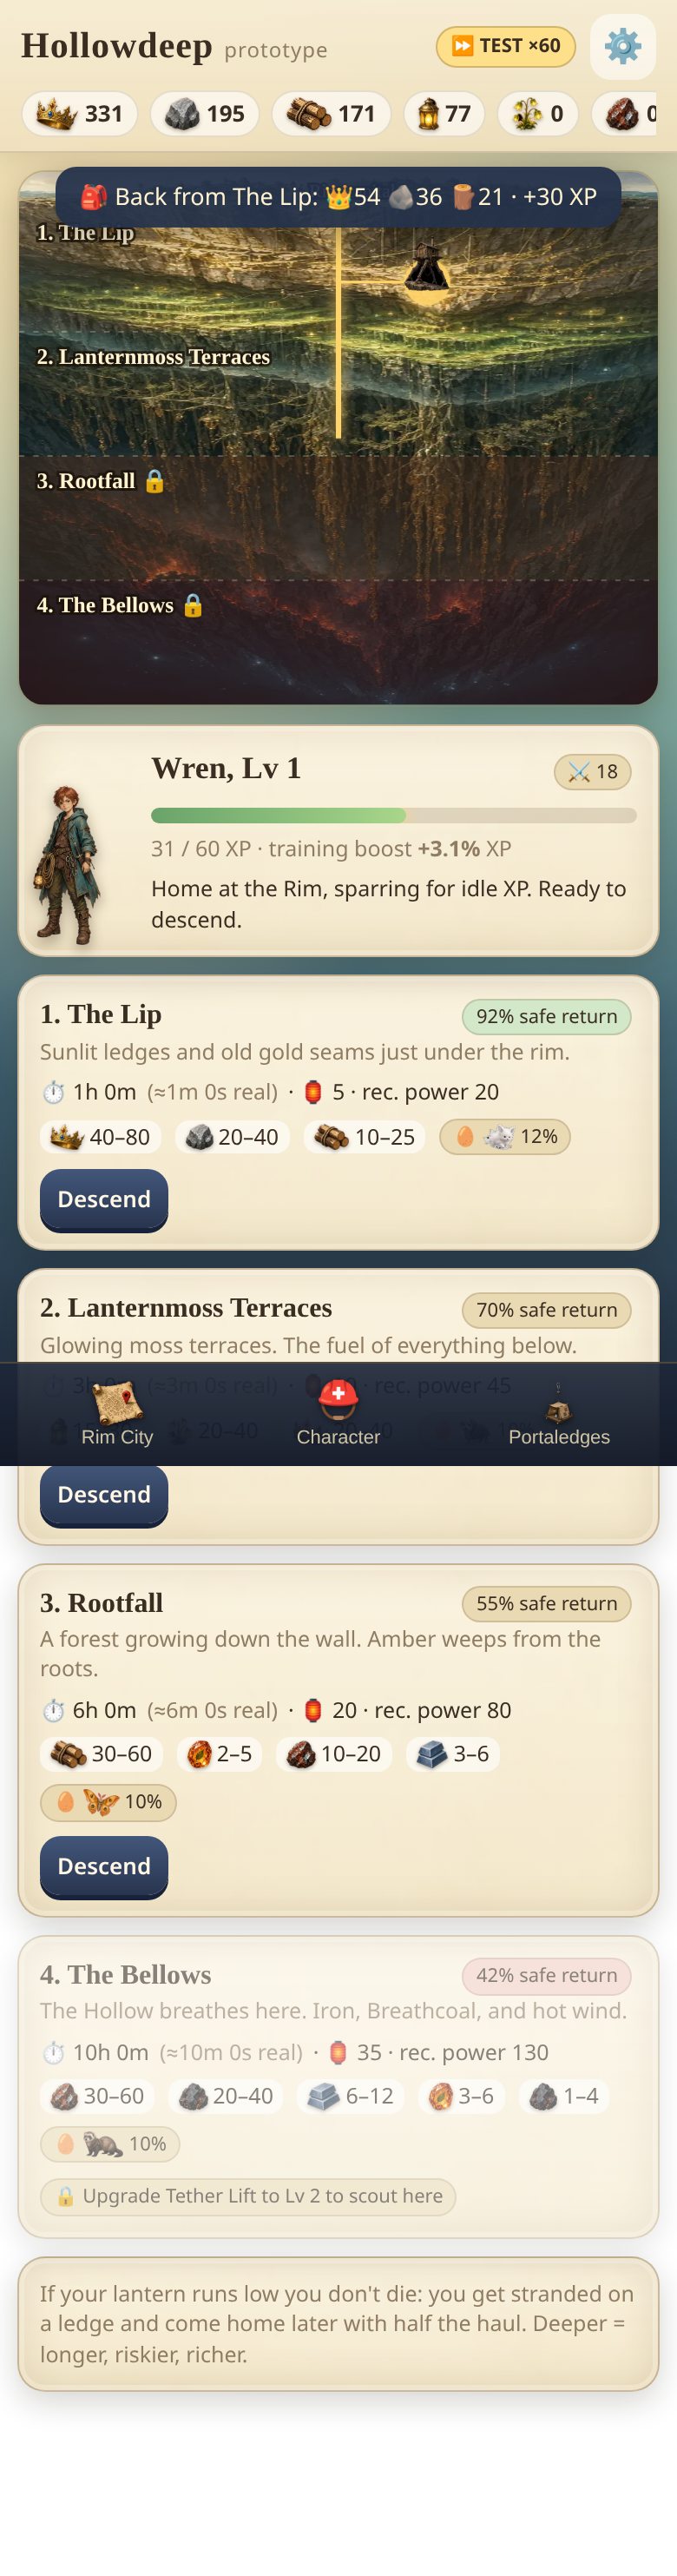 Hollowdeep prototype
TEST ×60
331 195 171 77 0 0
Back from The Lip: 54 36 21 · +30 XP
1. The Lip
2. Lanternmoss Terraces
3. Rootfall
4. The Bellows
Wren, Lv 1
18
31 / 60 XP · training boost +3.1% XP
Home at the Rim, sparring for idle XP. Ready to
descend.
1. The Lip
92% safe return
Sunlit ledges and old gold seams just under the rim.
1h 0m (≈1m 0s real) · 5 · rec. power 20
40–80 20–40 10–25 12%
Descend
2. Lanternmoss Terraces
70% safe return
Glowing moss terraces. The fuel of everything below.
3h 0m (≈3m 0s real) · rec. power 45
20–40
Rim City
Character
Portaledges
Descend
3. Rootfall
55% safe return
A forest growing down the wall. Amber weeps from the
roots.
6h 0m (≈6m 0s real) · 20 · rec. power 80
30–60 2–5 10–20 3–6
10%
Descend
4. The Bellows
42% safe return
The Hollow breathes here. Iron, Breathcoal, and hot wind.
10h 0m (≈10m 0s real) · 35 · rec. power 130
30–60 20–40 6–12 3–6 1–4
10%
Upgrade Tether Lift to Lv 2 to scout here
If your lantern runs low you don't die: you get stranded on
a ledge and come home later with half the haul. Deeper =
longer, riskier, richer.